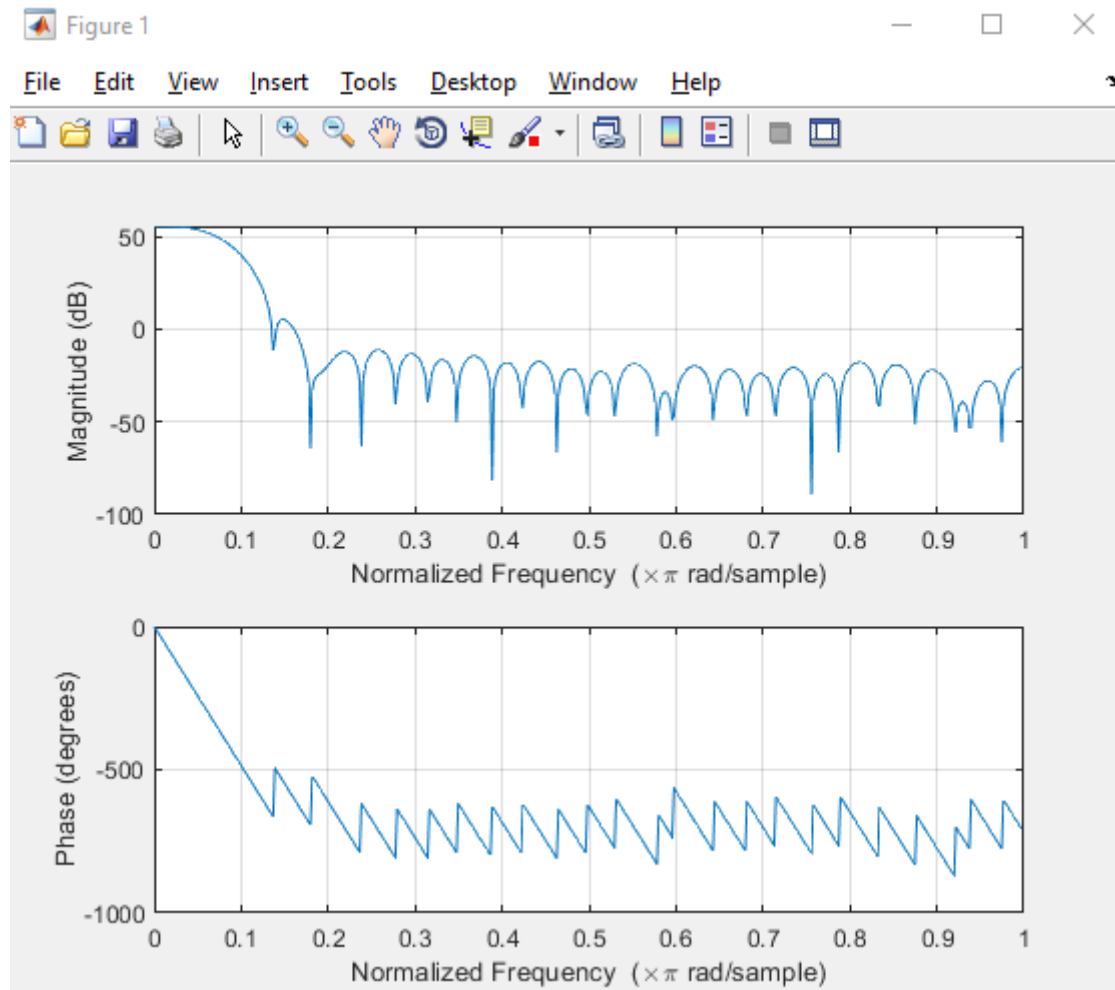 Figure 1
File Edit View Insert Tools Desktop Window Help
50
0
-50
-100
Magnitude (dB)
0 0.1 0.2 0.3 0.4 0.5 0.6 0.7 0.8 0.9 1
Normalized Frequency (×π rad/sample)
0
-500
-1000
Phase (degrees)
0 0.1 0.2 0.3 0.4 0.5 0.6 0.7 0.8 0.9 1
Normalized Frequency (×π rad/sample)